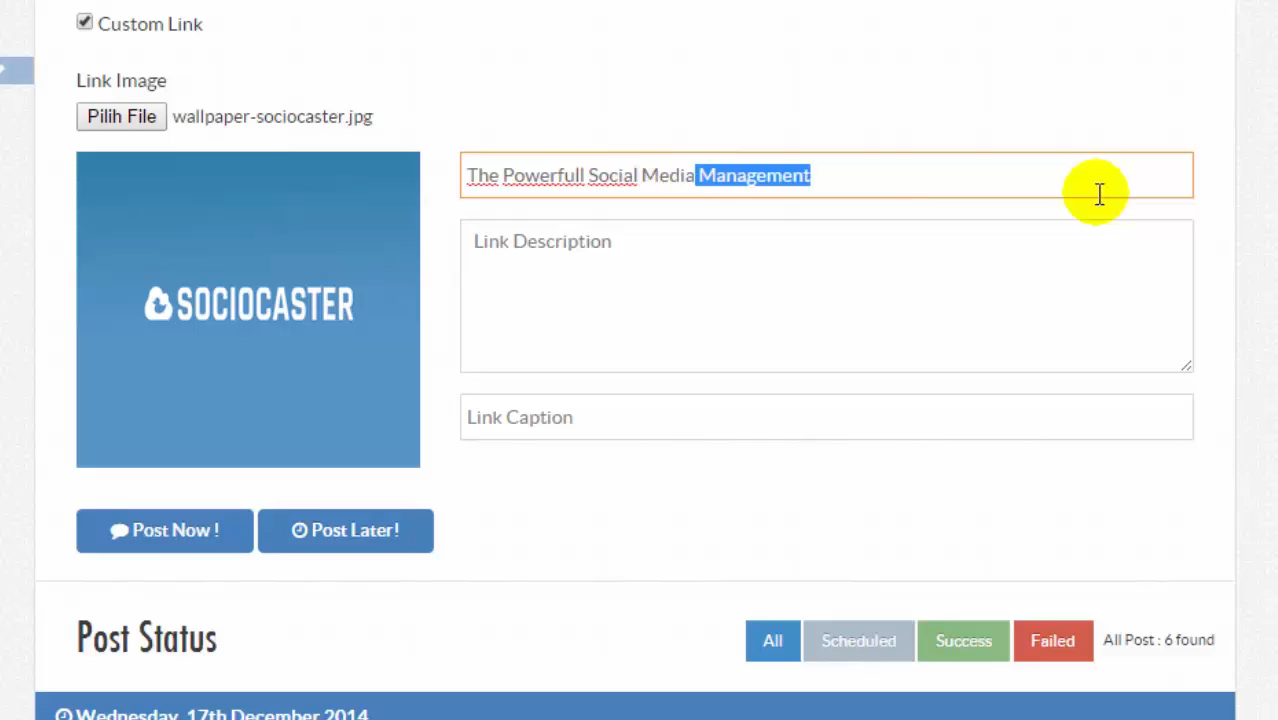 Custom Link
Link Image
Pilih File wallpaper-sociocaster.jpg
The Powerfull Social Media Management
Link Description
SOCIOCASTER
Link Caption
Post Now !
Post Later!
Post Status
All
Scheduled
Success
Failed
All Post : 6 found
Wednesday, 17th December 2014